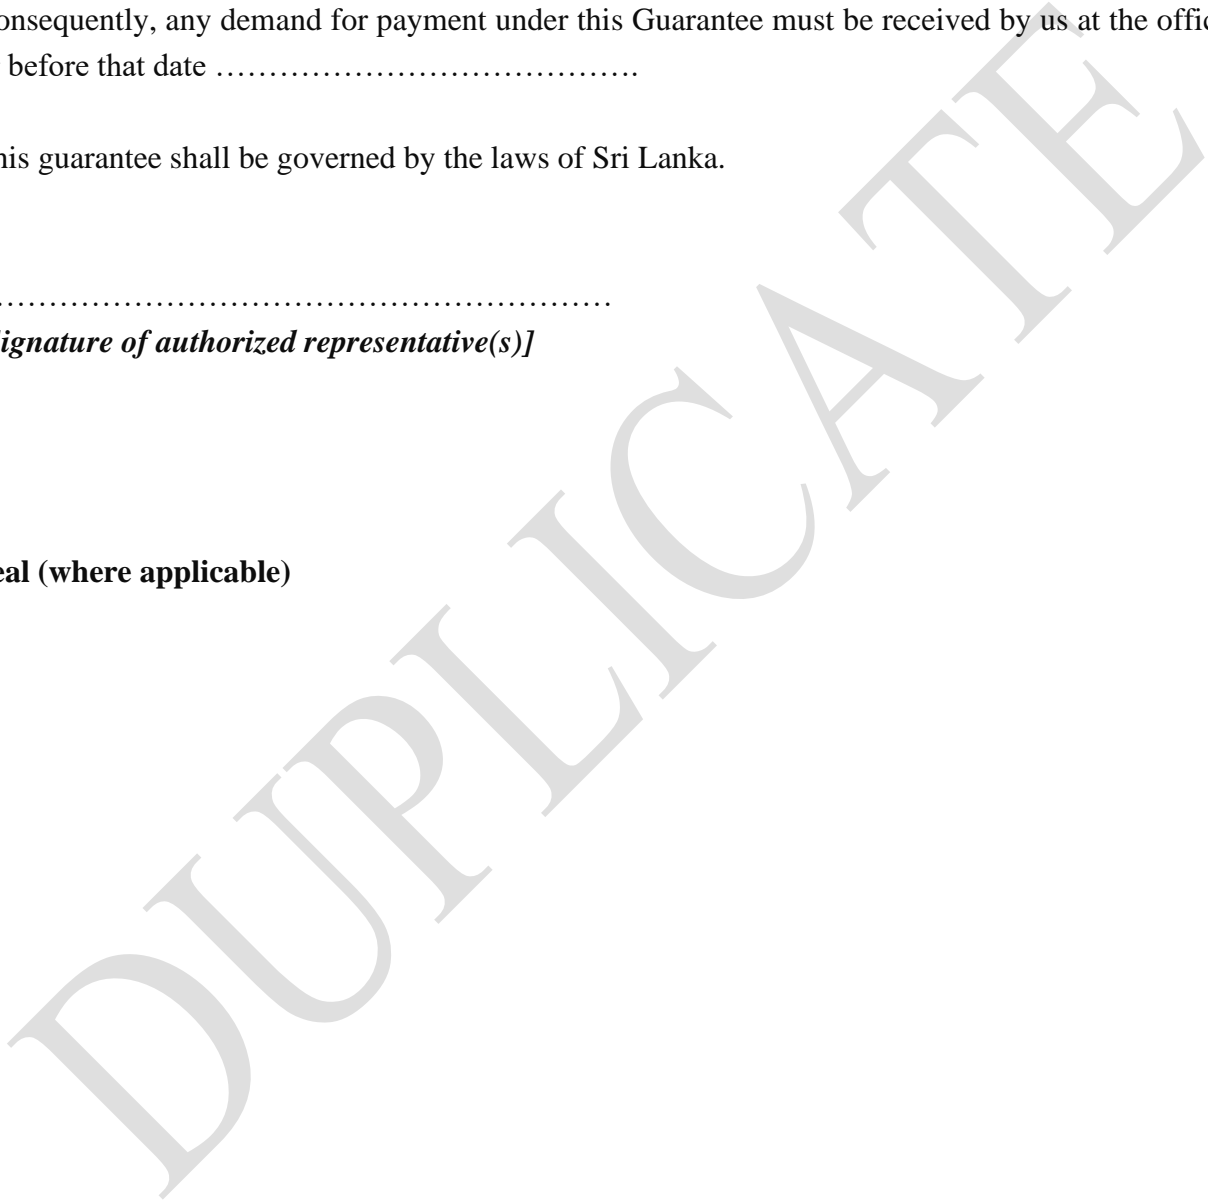 onsequently, any demand for payment under this Guarantee must be received by us at the offic
before that date ………………………………….
his guarantee shall be governed by the laws of Sri Lanka.
……………………………………………………
ignature of authorized representative(s)]
eal (where applicable)
DUPLICATE